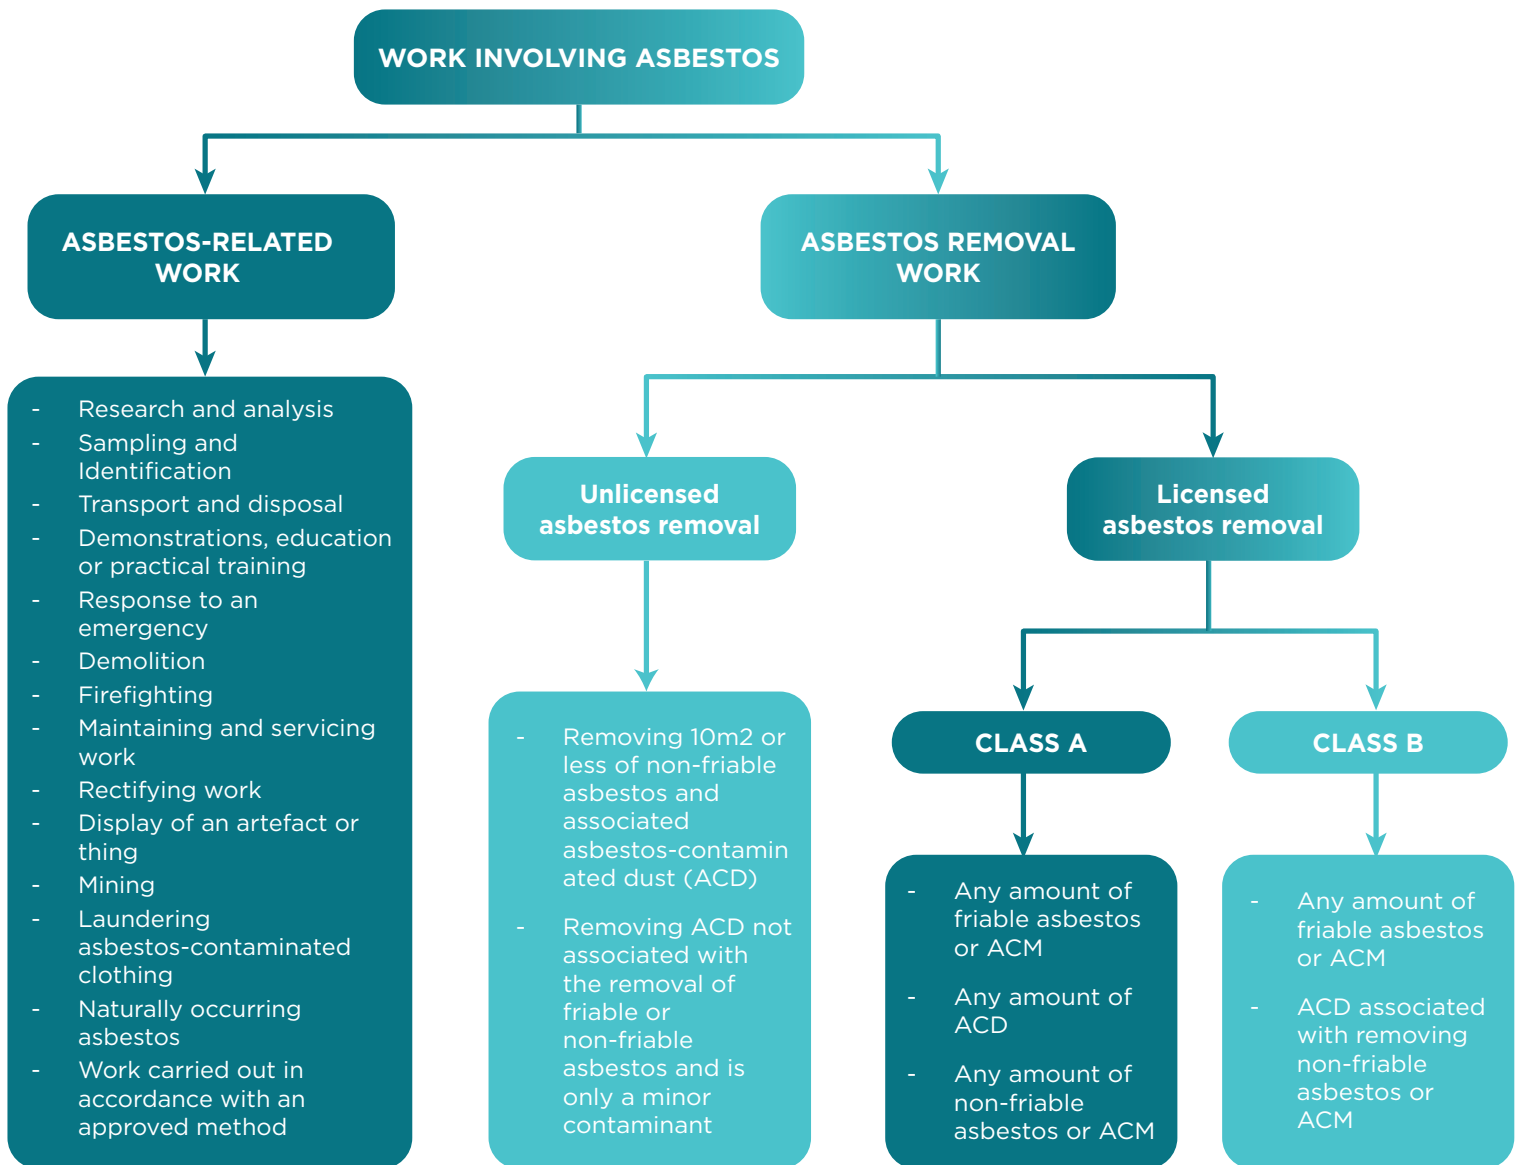 WORK INVOLVING ASBESTOS
ASBESTOS-RELATED
WORK
- Research and analysis
- Sampling and
Identification
- Transport and disposal
- Demonstrations, education
or practical training
- Response to an
emergency
- Demolition
- Firefighting
- Maintaining and servicing
work
- Rectifying work
- Display of an artefact or
thing
- Mining
- Laundering
asbestos-contaminated
clothing
- Naturally occurring
asbestos
- Work carried out in
accordance with an
approved method
ASBESTOS REMOVAL
WORK
Unlicensed
asbestos removal
- Removing 10m2 or
less of non-friable
asbestos and
associated
asbestos-contamin
ated dust (ACD)
- Removing ACD not
associated with
the removal of
friable or
non-friable
asbestos and is
only a minor
contaminant
Licensed
asbestos removal
CLASS A
- Any amount of
friable asbestos
or ACM
- Any amount of
ACD
- Any amount of
non-friable
asbestos or ACM
CLASS B
- Any amount of
friable asbestos
or ACM
- ACD associated
with removing
non-friable
asbestos or
ACM